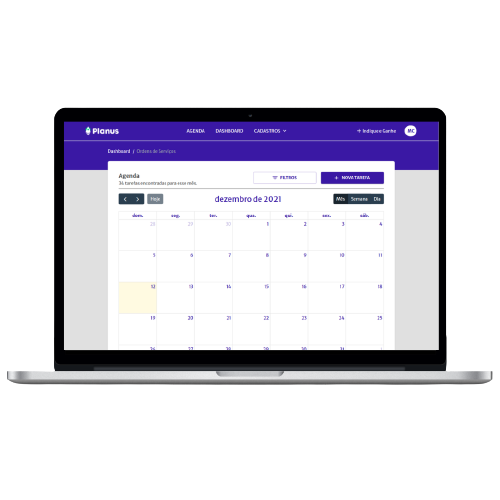 Planus AGENDA DASHBOARD CADASTROS + Indique e Ganhe MC
Dashboard / Ordens de Serviços
Agenda
36 tarefas encontradas para esse mês.
FILTROS + NOVA TAREFA
Hoje dezembro de 2021 Mês Semana Dia
dom. seg. ter. qua. qui. sex. sáb.
28 29 30 1 2 3 4
5 6 7 8 9 10 11
12 13 14 15 16 17 18
19 20 21 22 23 24 25
26 27 28 29 30 31 1